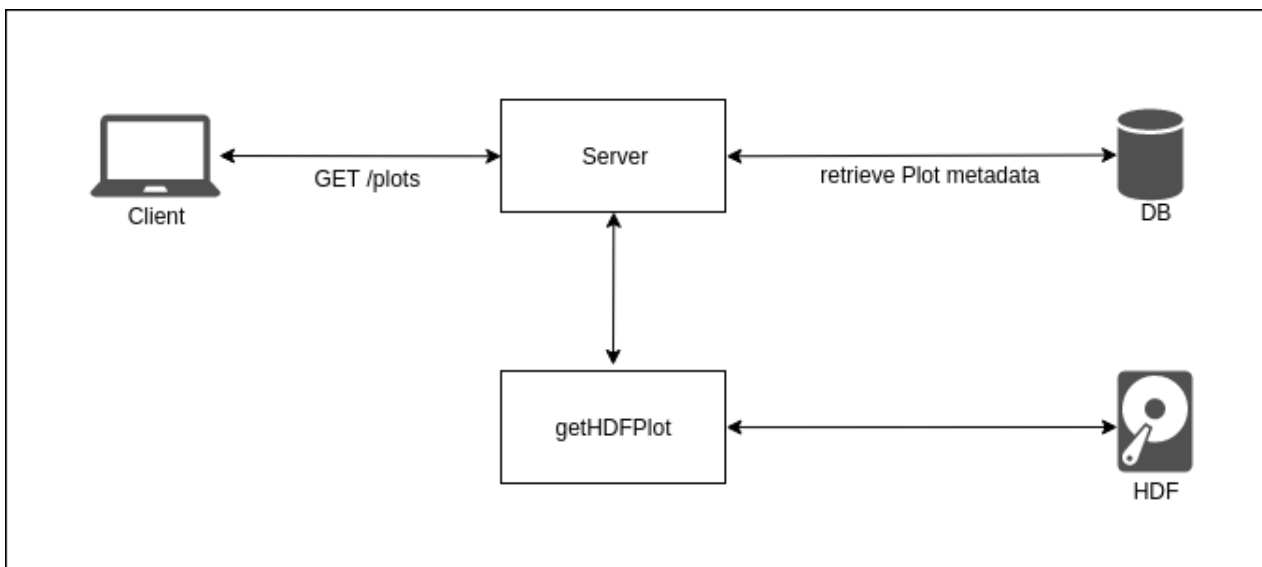 Server
GET /plots
retrieve Plot metadata
Client
DB
getHDFPlot
HDF